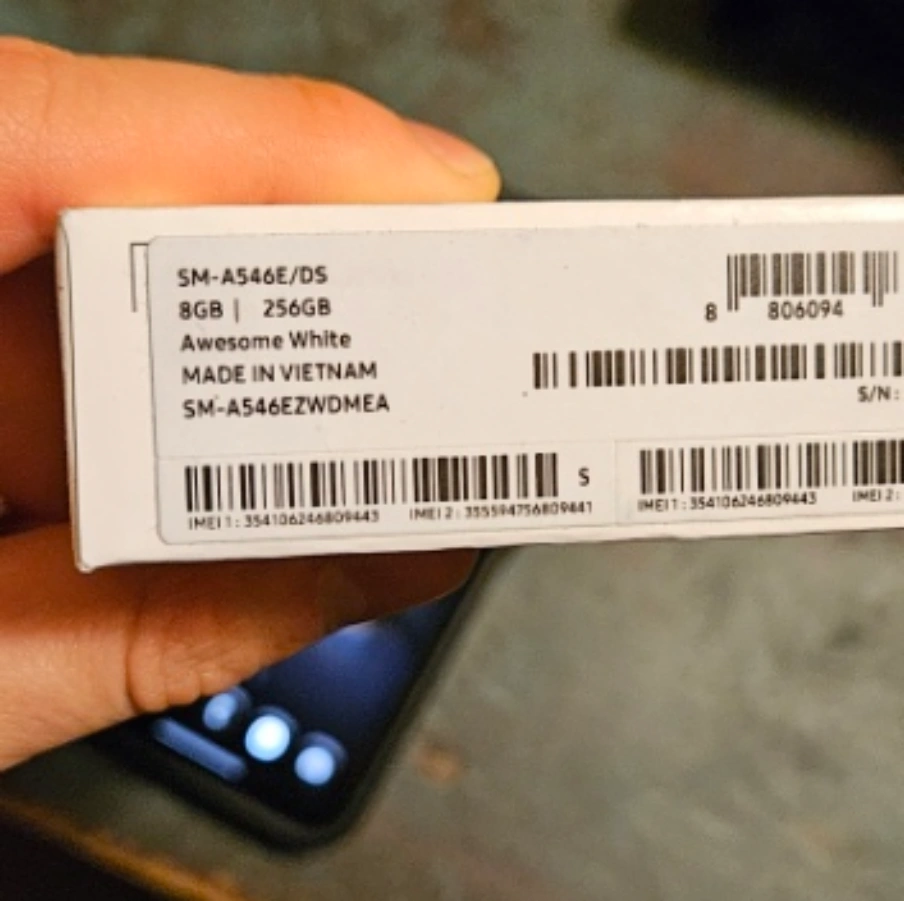 SM-A546E/DS
8GB | 256GB
Awesome White
MADE IN VIETNAM
SM-A546EZWDMEA
8 806094
S/N:
IMEI 1 : 354106246809443 IMEI 2 : 355594756809441 S
IMEI 1 : 354106246809443 IMEI 2 :